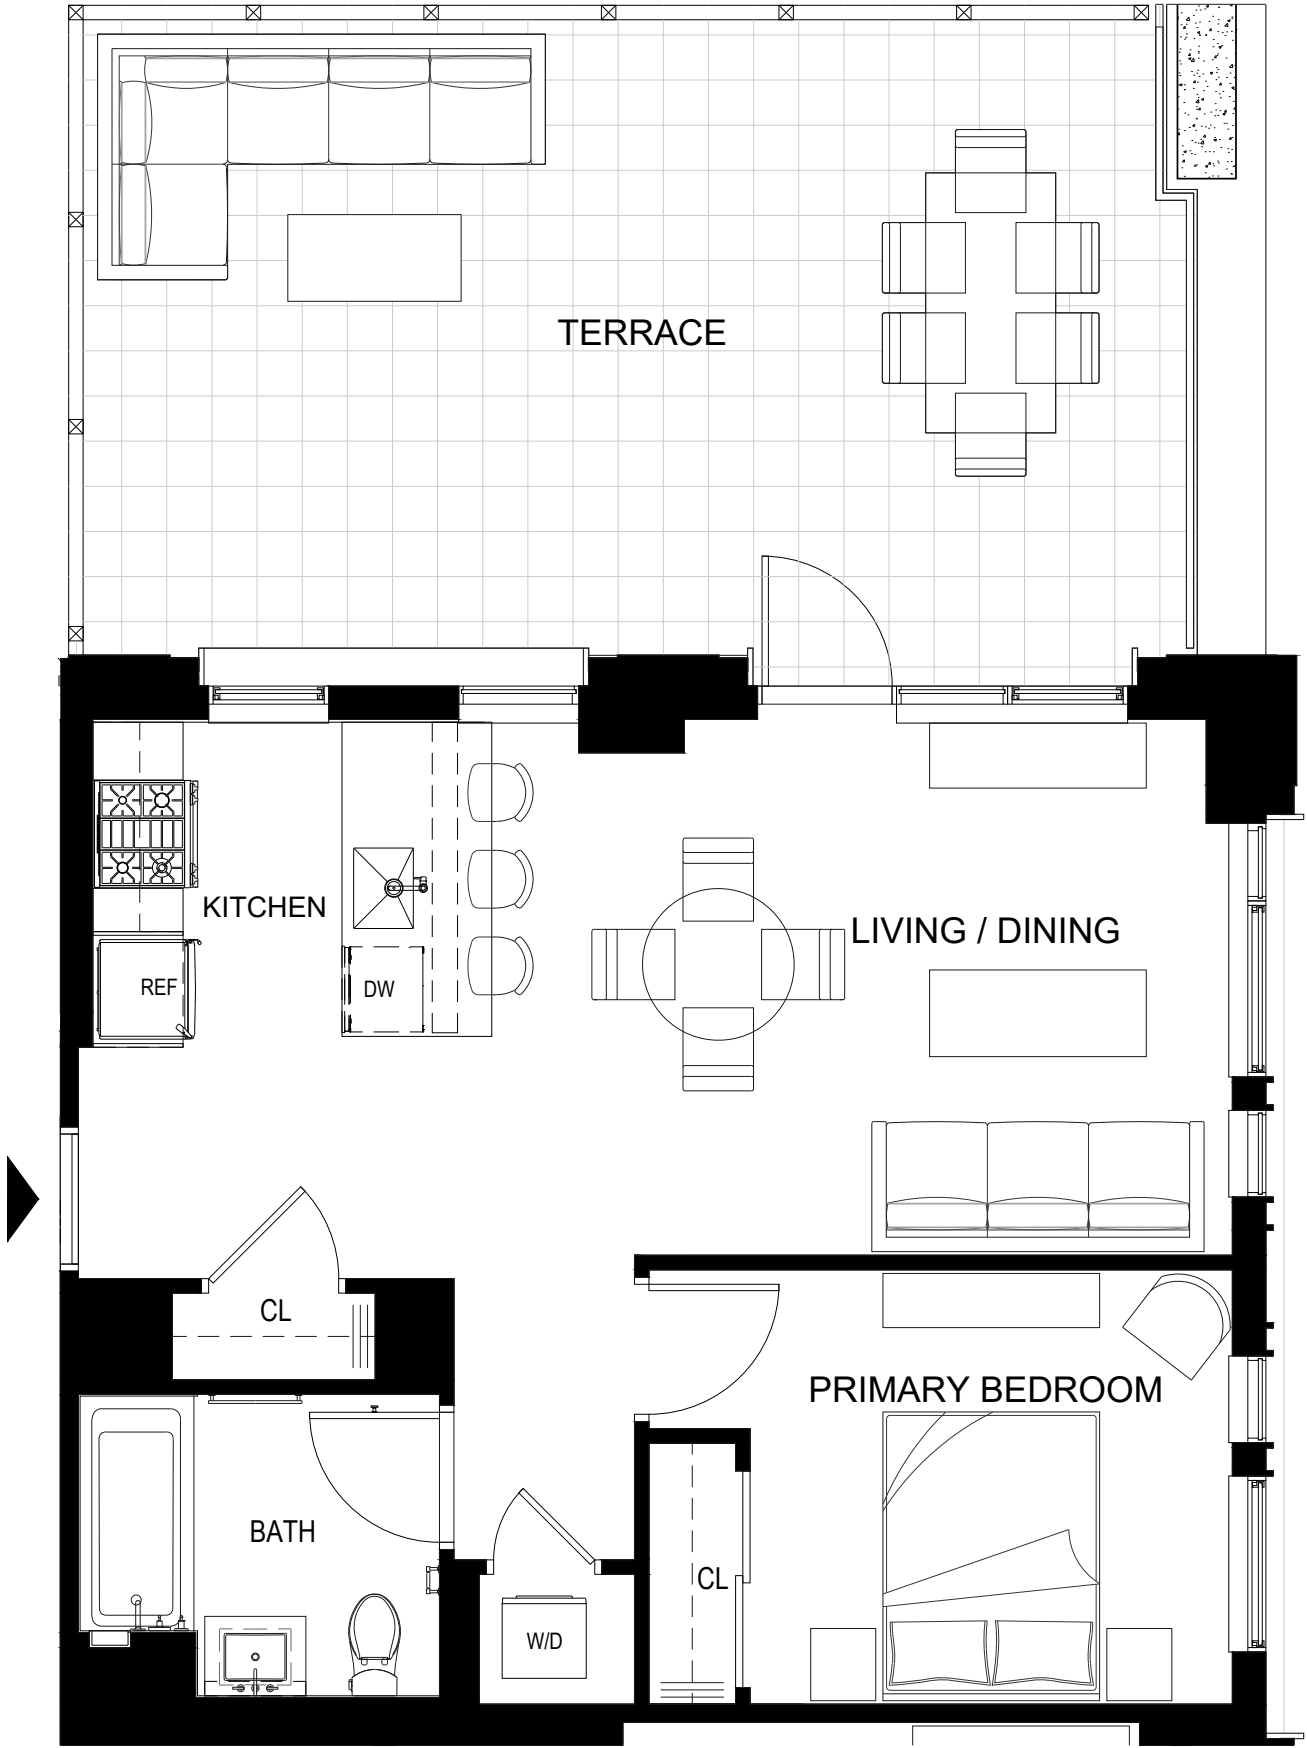 TERRACE
KITCHEN
LIVING / DINING
REF
DW
CL
PRIMARY BEDROOM
BATH
CL
W/D